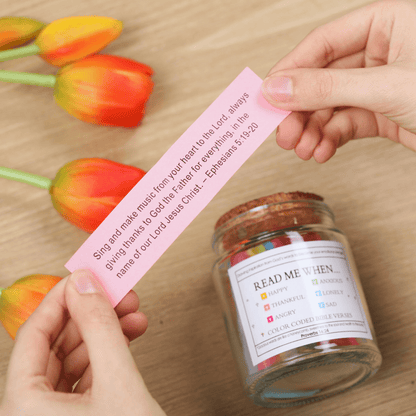 Sing and make music from your heart to the Lord, always
giving thanks to God the Father for everything, in the
name of our Lord Jesus Christ. – Ephesians 5:19-20
READ ME WHEN...
HAPPY
ANXIOUS
THANKFUL
LONELY
ANGRY
SAD
COLOR CODED BIBLE VERSES
Proverbs